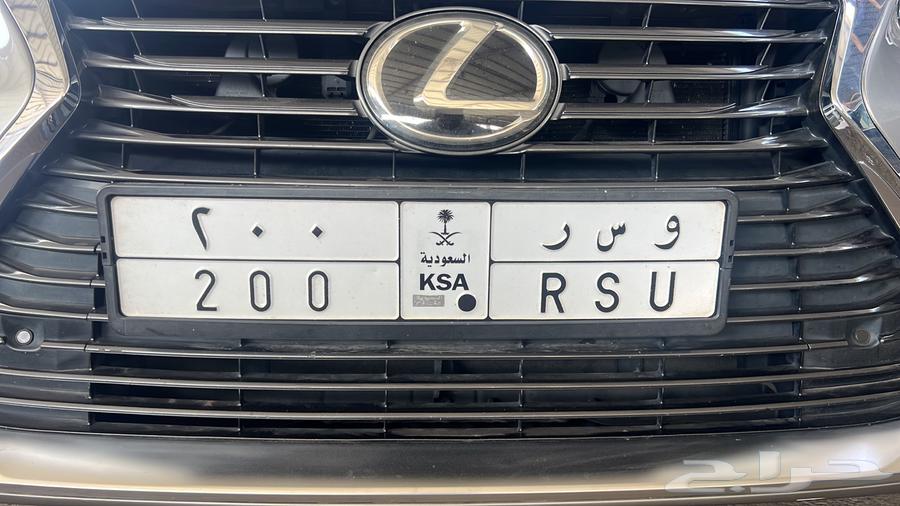 ٢٠٠
و س ر
السعودية
200
KSA
RSU
حراج